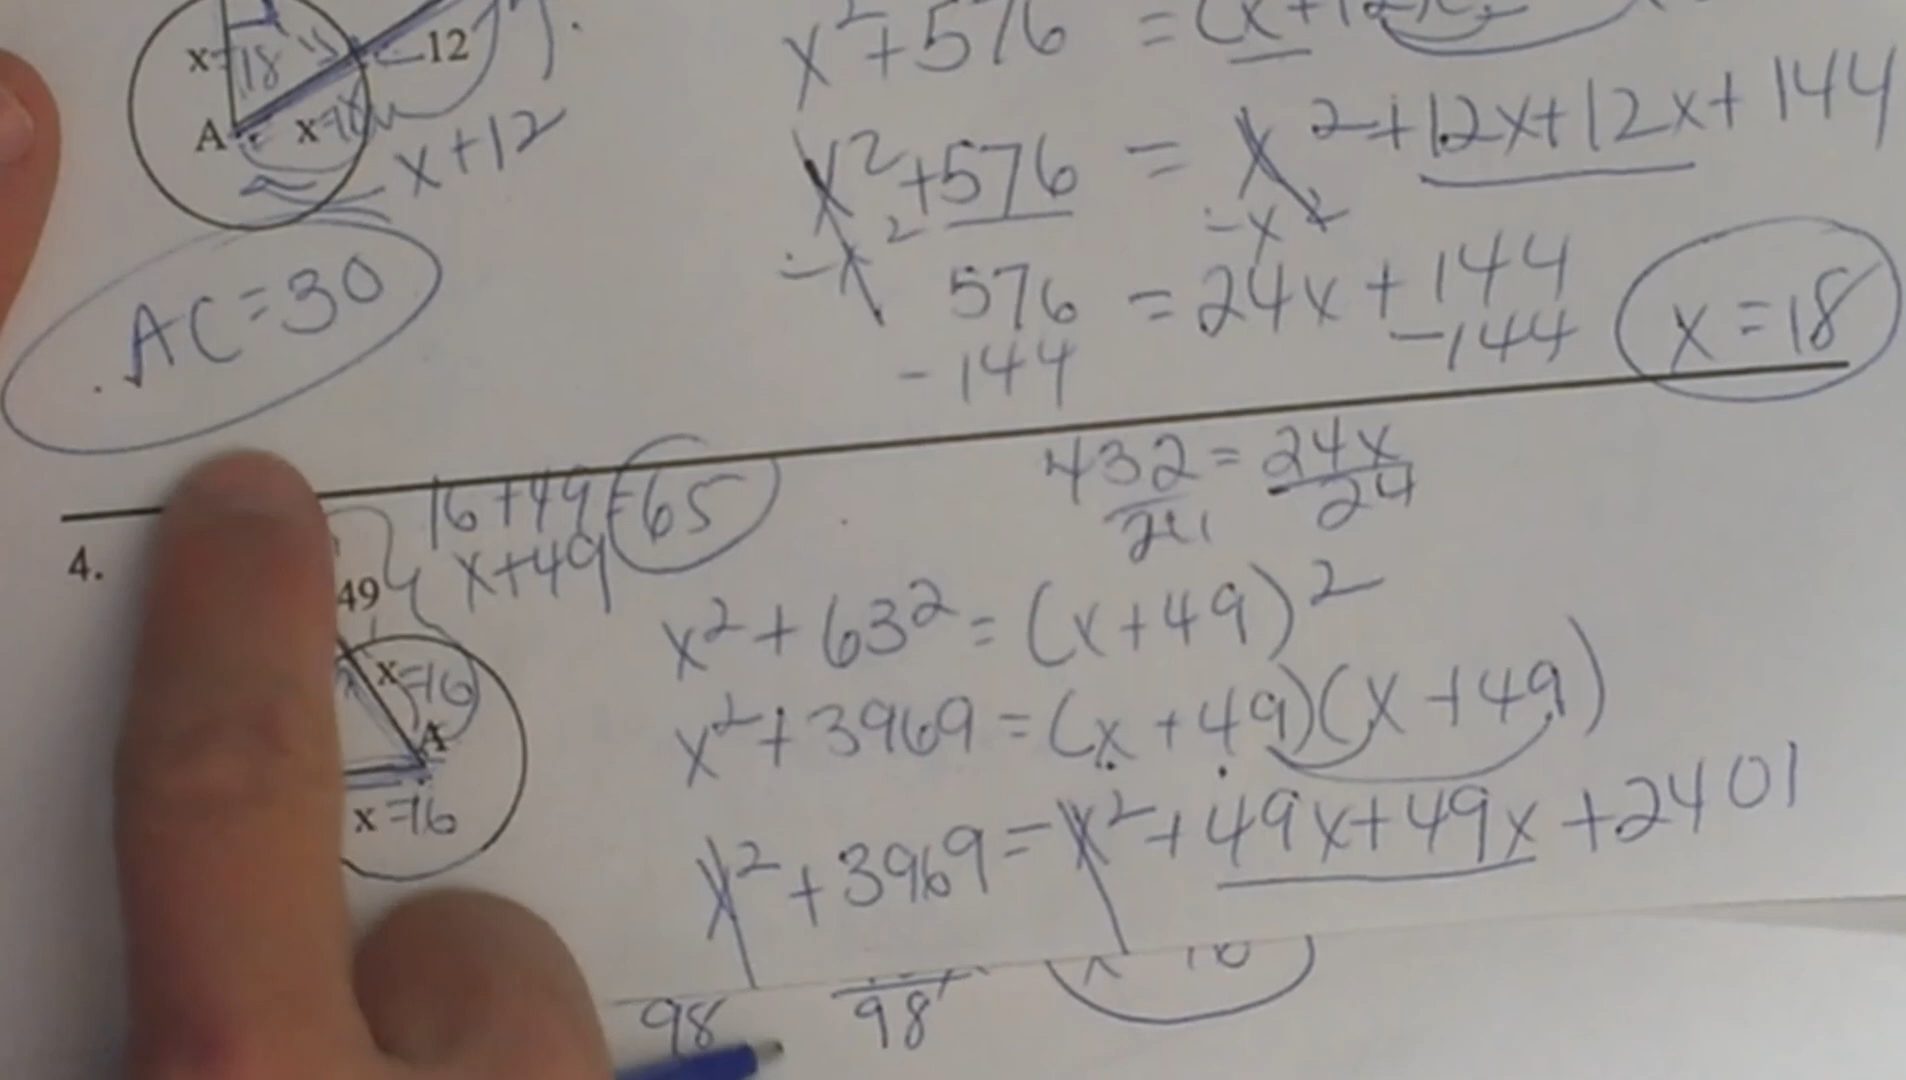 x² + 576 = (x+12)
x 18
12
A x=18
x+12
x² + 576 = x² + 12x + 12x + 144
-x² -x²
576 = 24x + 144
-144 -144
x = 18
AC = 30
432 = 24x
24 24
16 + 49 = 65
x + 49
4.
49
x² + 63² = (x + 49)²
x=16
A
x² + 3969 = (x + 49)(x + 49)
x =16
x² + 3969 = x² + 49x + 49x + 2401
98 98